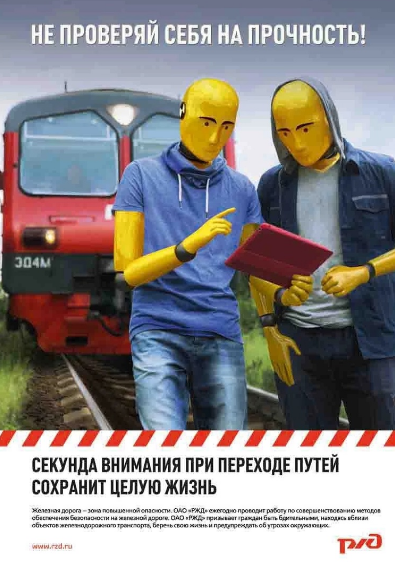 НЕ ПРОВЕРЯЙ СЕБЯ НА ПРОЧНОСТЬ!
ЭД4М
СЕКУНДА ВНИМАНИЯ ПРИ ПЕРЕХОДЕ ПУТЕЙ
СОХРАНИТ ЦЕЛУЮ ЖИЗНЬ
Железная дорога – зона повышенной опасности. ОАО «РЖД» ежегодно проводит работу по совершенствованию методов
обеспечения безопасности на железной дороге. ОАО «РЖД» призывает граждан быть бдительными, находясь вблизи
объектов железнодорожного транспорта, беречь свою жизнь и предупреждать об угрозах окружающих.
www.rzd.ru
ржд